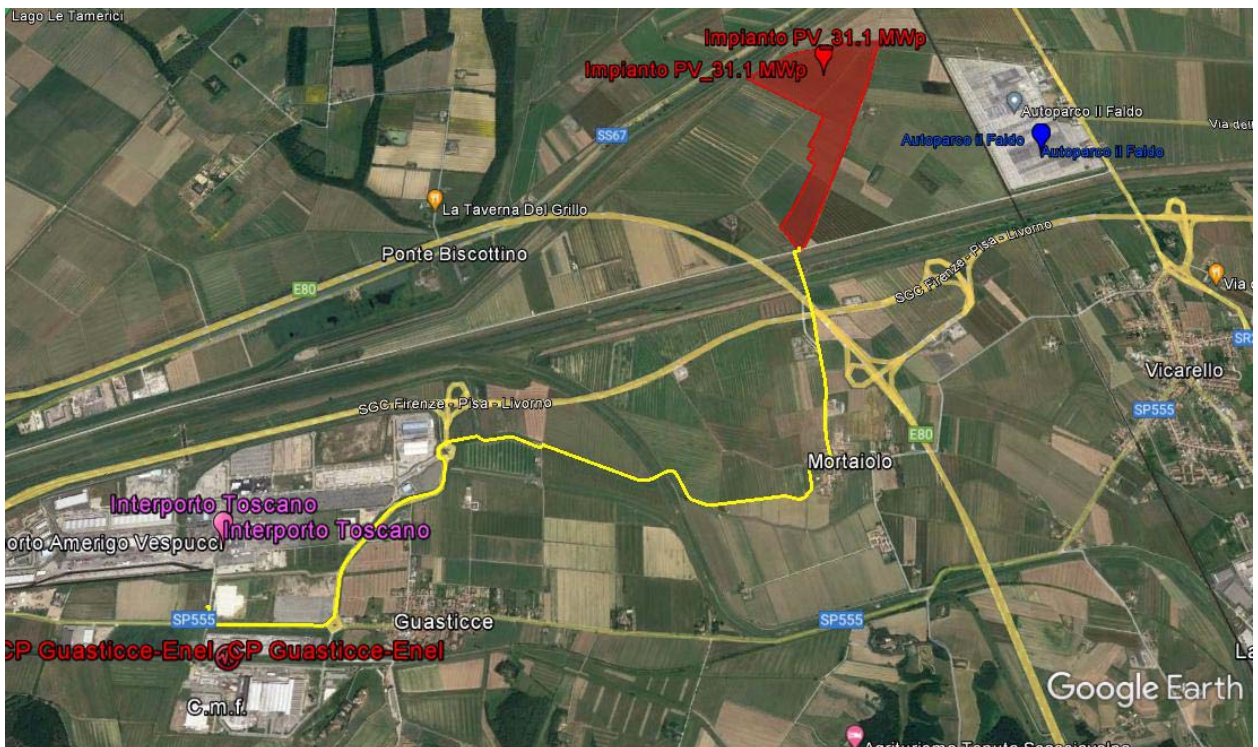 Lago Le Tamerici
Impianto PV_31.1 MWp
Impianto PV_31.1 MWp
SS67
Autoparco Il Faldo
Autoparco Il Faldo
Autoparco Il Faldo
La Taverna Del Grillo
Ponte Biscottino
E80
SGC Firenze - Pisa - Livorno
SGC Firenze - Pisa - Livorno
Vicarello
SP555
E80
Mortaiolo
Interporto Toscano
Interporto Toscano
orto Amerigo Vespucci
SP555
Guasticce
SP555
CP Guasticce-Enel
CP Guasticce-Enel
C.m.f.
Google Earth